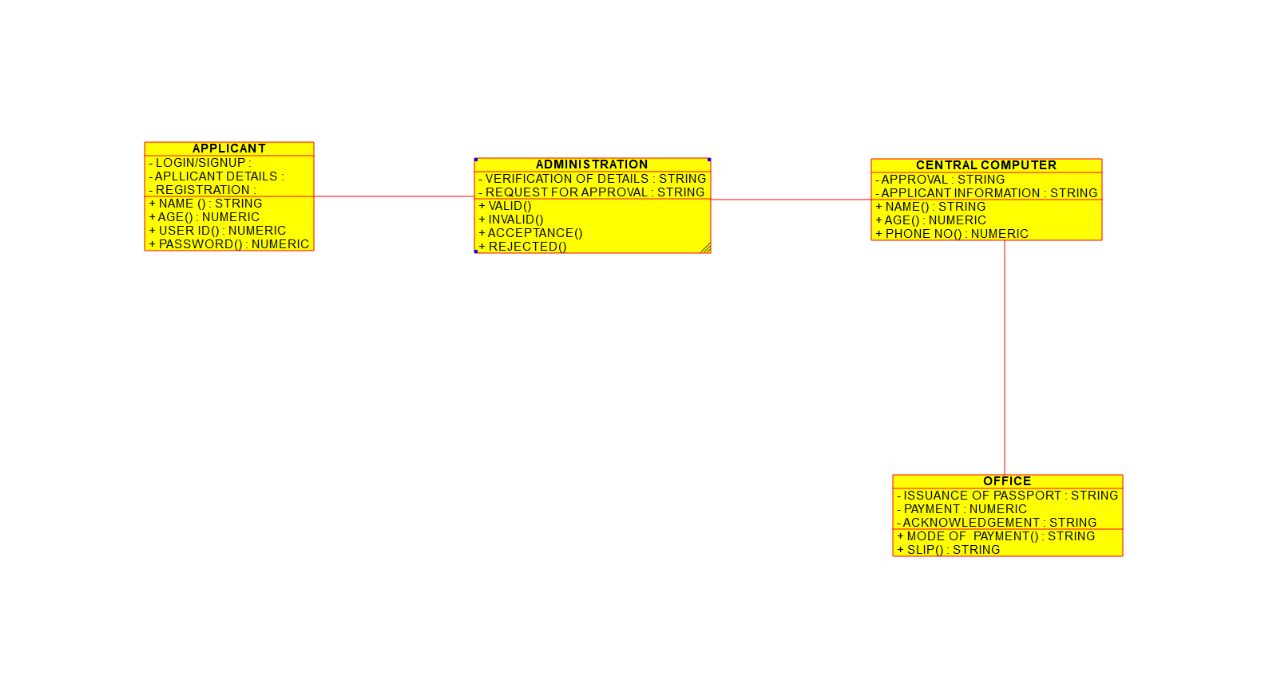 APPLICANT
- LOGIN/SIGNUP :
- APLLICANT DETAILS :
- REGISTRATION :
+ NAME () : STRING
+ AGE() : NUMERIC
+ USER ID() : NUMERIC
+ PASSWORD() : NUMERIC
ADMINISTRATION
- VERIFICATION OF DETAILS : STRING
- REQUEST FOR APPROVAL : STRING
+ VALID()
+ INVALID()
+ ACCEPTANCE()
+ REJECTED()
CENTRAL COMPUTER
- APPROVAL : STRING
- APPLICANT INFORMATION : STRING
+ NAME() : STRING
+ AGE() : NUMERIC
+ PHONE NO() : NUMERIC
OFFICE
- ISSUANCE OF PASSPORT : STRING
- PAYMENT : NUMERIC
- ACKNOWLEDGEMENT : STRING
+ MODE OF  PAYMENT() : STRING
+ SLIP() : STRING